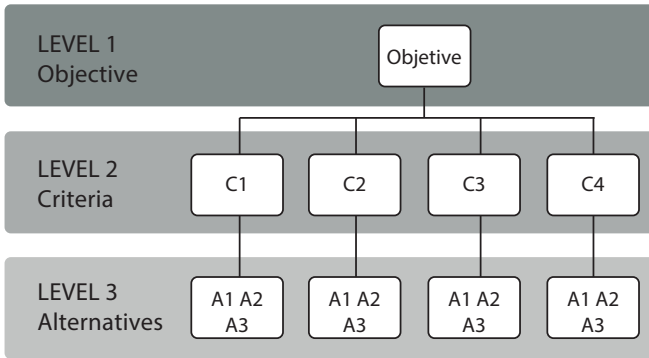 LEVEL 1
Objective
Objetive
LEVEL 2
Criteria
C1
C2
C3
C4
LEVEL 3
Alternatives
A1 A2
A3
A1 A2
A3
A1 A2
A3
A1 A2
A3